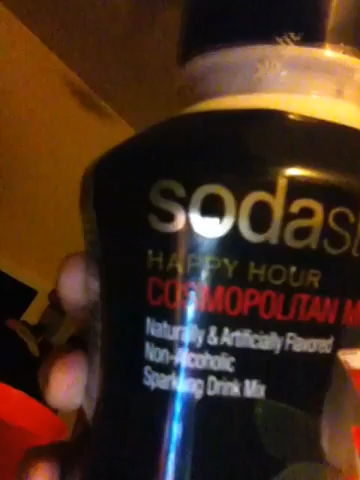 sodast
HAPPY HOUR
COSMOPOLITAN M
Naturally & Artificially Flavored
Non-Alcoholic
Sparkling Drink Mix